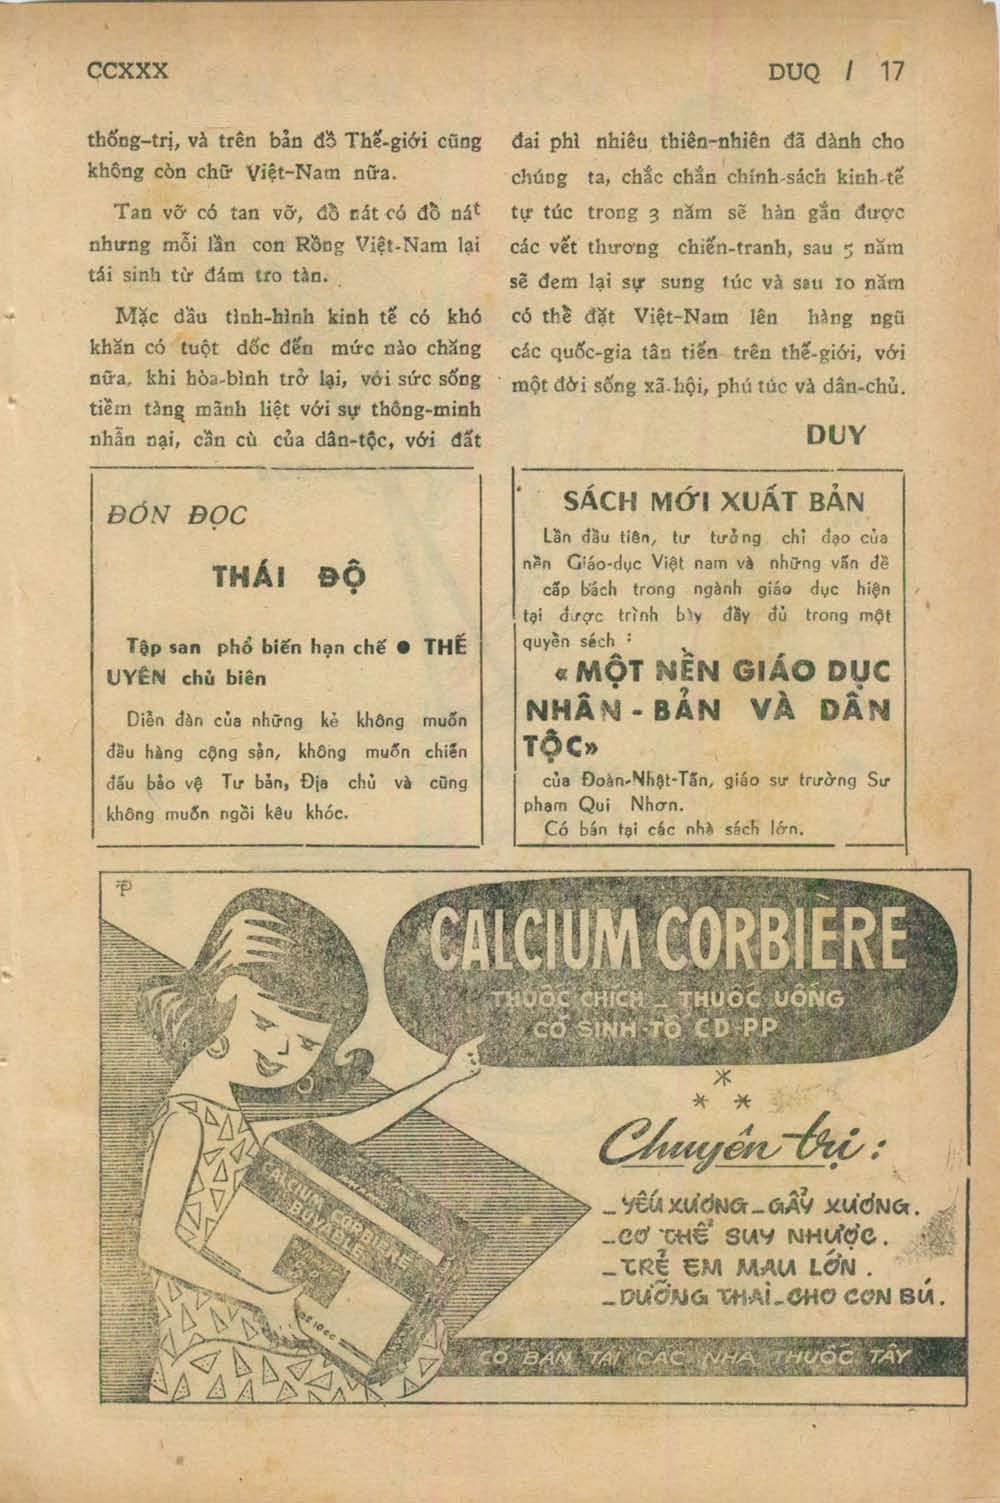 CCXXX
DUQ / 17
thống-trị, và trên bản đồ Thế-giới cũng
không còn chữ Việt-Nam nữa.
Tan vỡ có tan vỡ, đồ nát có đồ nát
nhưng mỗi lần con Rồng Việt-Nam lại
tái sinh từ đám tro tàn.
Mặc dầu tình-hình kinh tế có khó
khăn có tuột dốc đến mức nào chăng
nữa, khi hòa-bình trở lại, với sức sống
tiềm tàng mãnh liệt với sự thông-minh
nhẫn nại, cần cù của dân-tộc, với đất
đai phì nhiêu thiên-nhiên đã dành cho
chúng ta, chắc chắn chính-sách kinh-tế
tự túc trong 3 năm sẽ hàn gắn được
các vết thương chiến-tranh, sau 5 năm
sẽ đem lại sự sung túc và sau 10 năm
có thể đặt Việt-Nam lên hàng ngũ
các quốc-gia tân tiến trên thế-giới, với
một đời sống xã-hội, phú túc và dân-chủ.
DUY
ĐÓN ĐỌC
THÁI ĐỘ
Tập san phổ biến hạn chế ● THẾ
UYÊN chủ biên
Diễn đàn của những kẻ không muốn
đầu hàng cộng sản, không muốn chiến
đấu bảo vệ Tư bản, Địa chủ và cũng
không muốn ngồi kêu khóc.
SÁCH MỚI XUẤT BẢN
Lần đầu tiên, tư tưởng chỉ đạo của
nền Giáo-dục Việt nam và những vấn đề
cấp bách trong ngành giáo dục hiện
tại được trình bày đầy đủ trong một
quyển sách :
«MỘT NỀN GIÁO DỤC
NHÂN-BẢN VÀ DÂN
TỘC»
của Đoàn-Nhật-Tấn, giáo sư trường Sư
phạm Qui Nhơn.
Có bán tại các nhà sách lớn.
TP
CALCIUM CORBIÈRE
THUỐC CHÍCH _ THUỐC UỐNG
CÓ SINH-TỐ CD-PP
Chuyên trị :
_ YẾU XƯƠNG _ GẪY XƯƠNG.
_ CƠ THỂ SUY NHƯỢC.
_ TRẺ EM MAU LỚN.
_ DƯỠNG THAI _ CHO CON BÚ.
CALCIUM CORBIÈRE
BUVABLE
CÓ BÁN TẠI CÁC NHÀ THUỐC TÂY